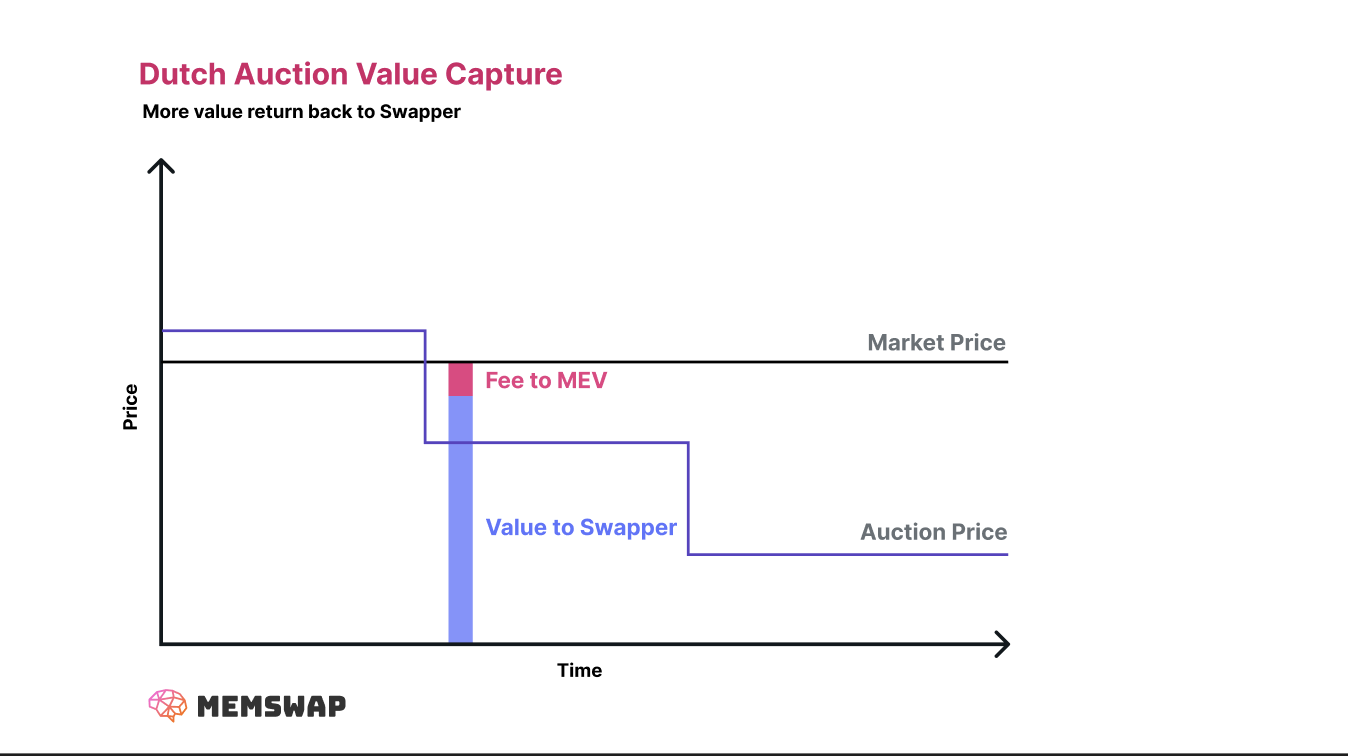 Dutch Auction Value Capture
More value return back to Swapper
Market Price
Fee to MEV
Price
Value to Swapper
Auction Price
Time
MEMSWAP